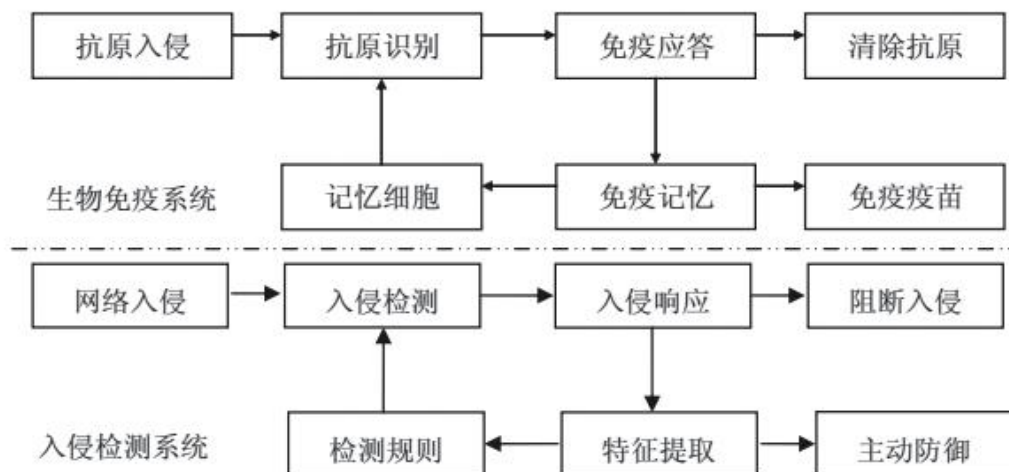 抗原入侵 抗原识别 免疫应答 清除抗原
生物免疫系统 记忆细胞 免疫记忆 免疫疫苗
网络入侵 入侵检测 入侵响应 阻断入侵
入侵检测系统 检测规则 特征提取 主动防御